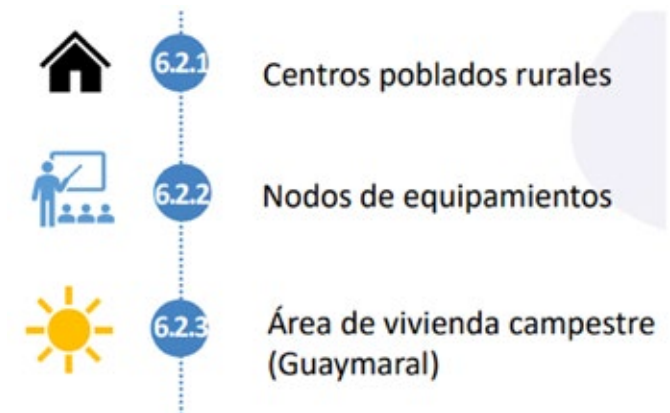 6.2.1 Centros poblados rurales
6.2.2 Nodos de equipamientos
6.2.3 Área de vivienda campestre
(Guaymaral)